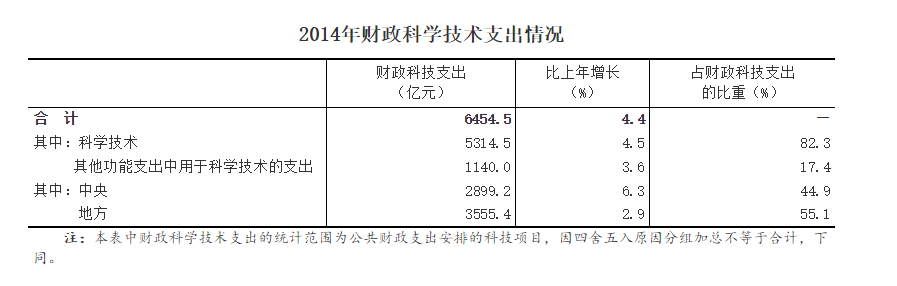 2014年财政科学技术支出情况
财政科技支出 比上年增长 占财政科技支出
（亿元） （%） 的比重（%）
合 计 6454.5 4.4 —
其中：科学技术 5314.5 4.5 82.3
其他功能支出中用于科学技术的支出 1140.0 3.6 17.4
其中：中央 2899.2 6.3 44.9
地方 3555.4 2.9 55.1
注：本表中财政科学技术支出的统计范围为公共财政支出安排的科技项目，因四舍五入原因分组加总不等于合计，下
同。